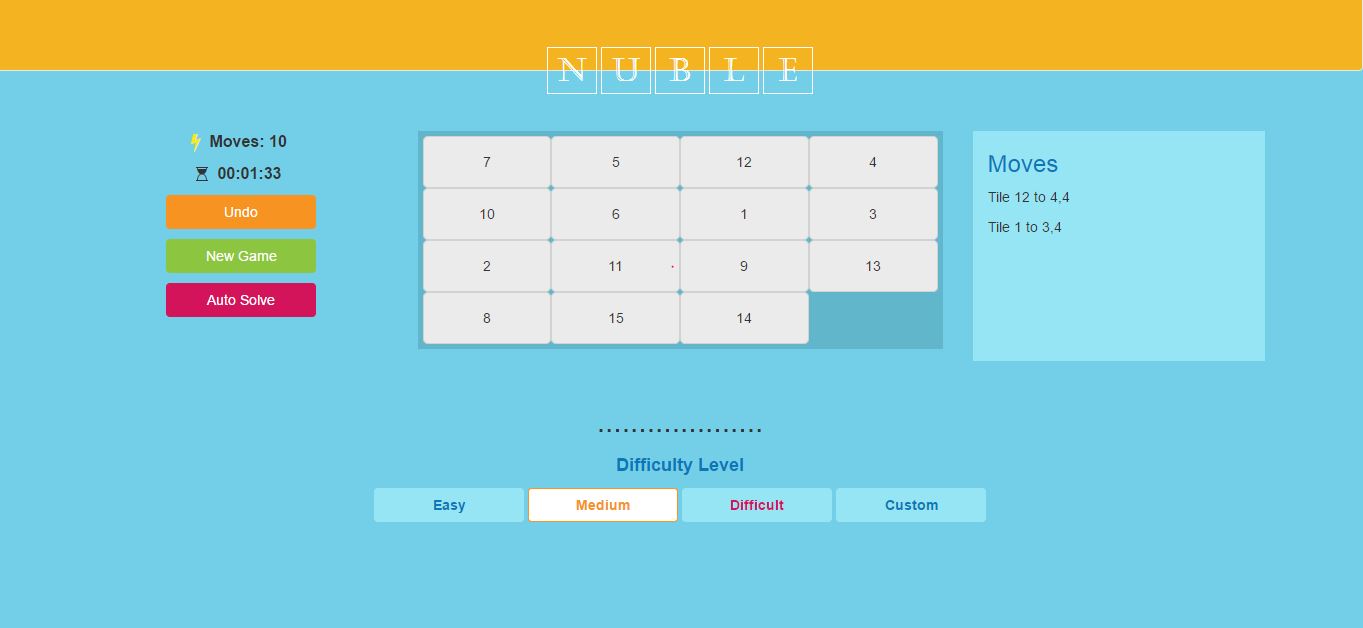 NUBLE
Moves: 10
00:01:33
Undo
New Game
Auto Solve
7 5 12 4
10 6 1 3
2 11 9 13
8 15 14
Moves
Tile 12 to 4,4
Tile 1 to 3,4
....................
Difficulty Level
Easy Medium Difficult Custom